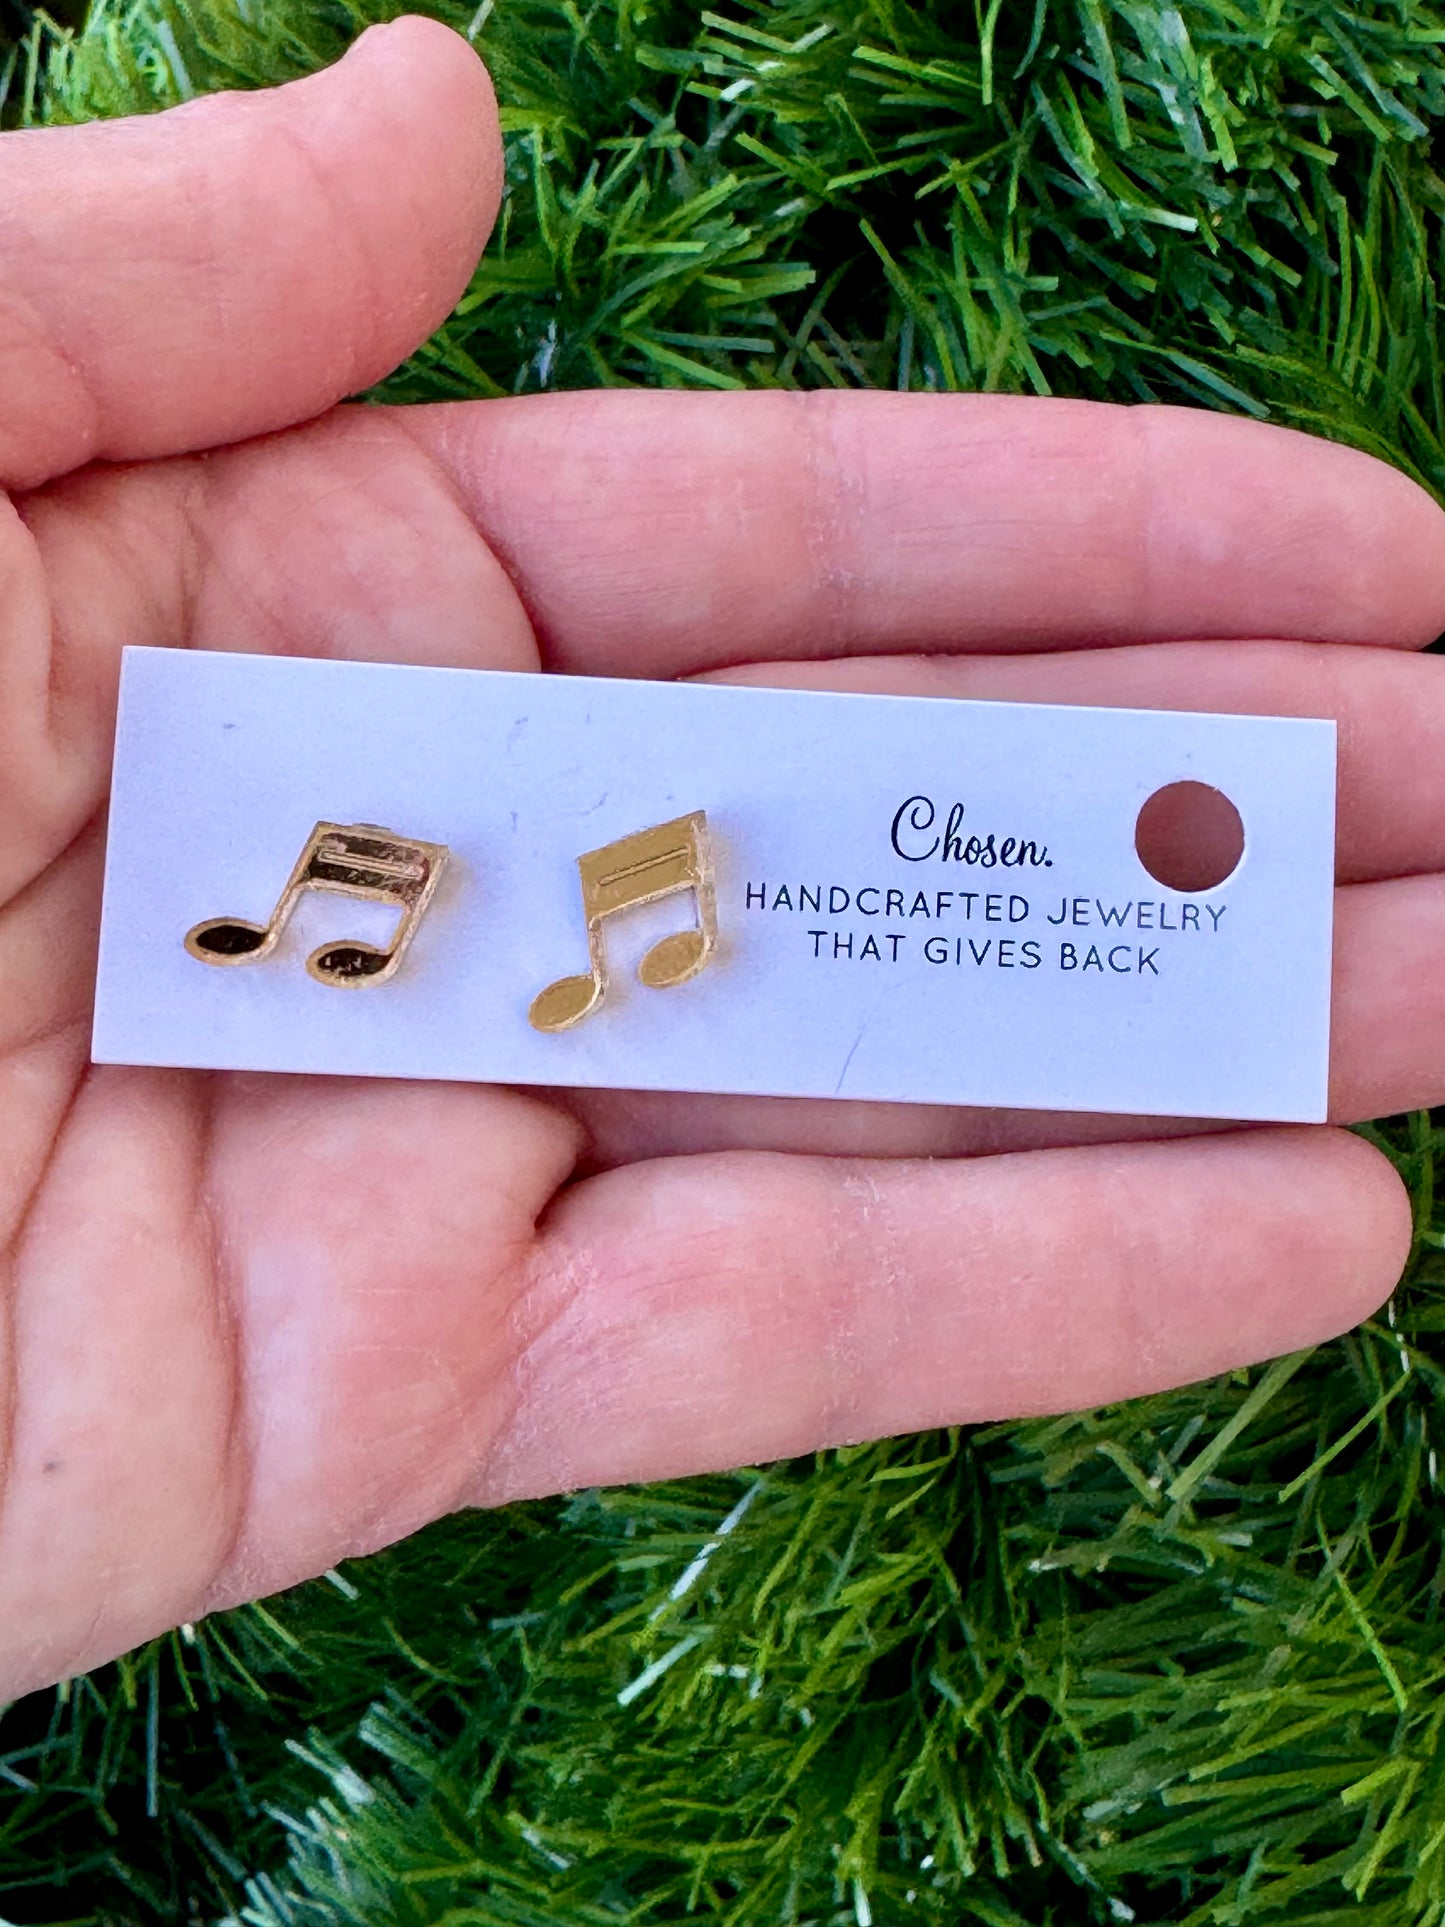 Chosen.
HANDCRAFTED JEWELRY
THAT GIVES BACK